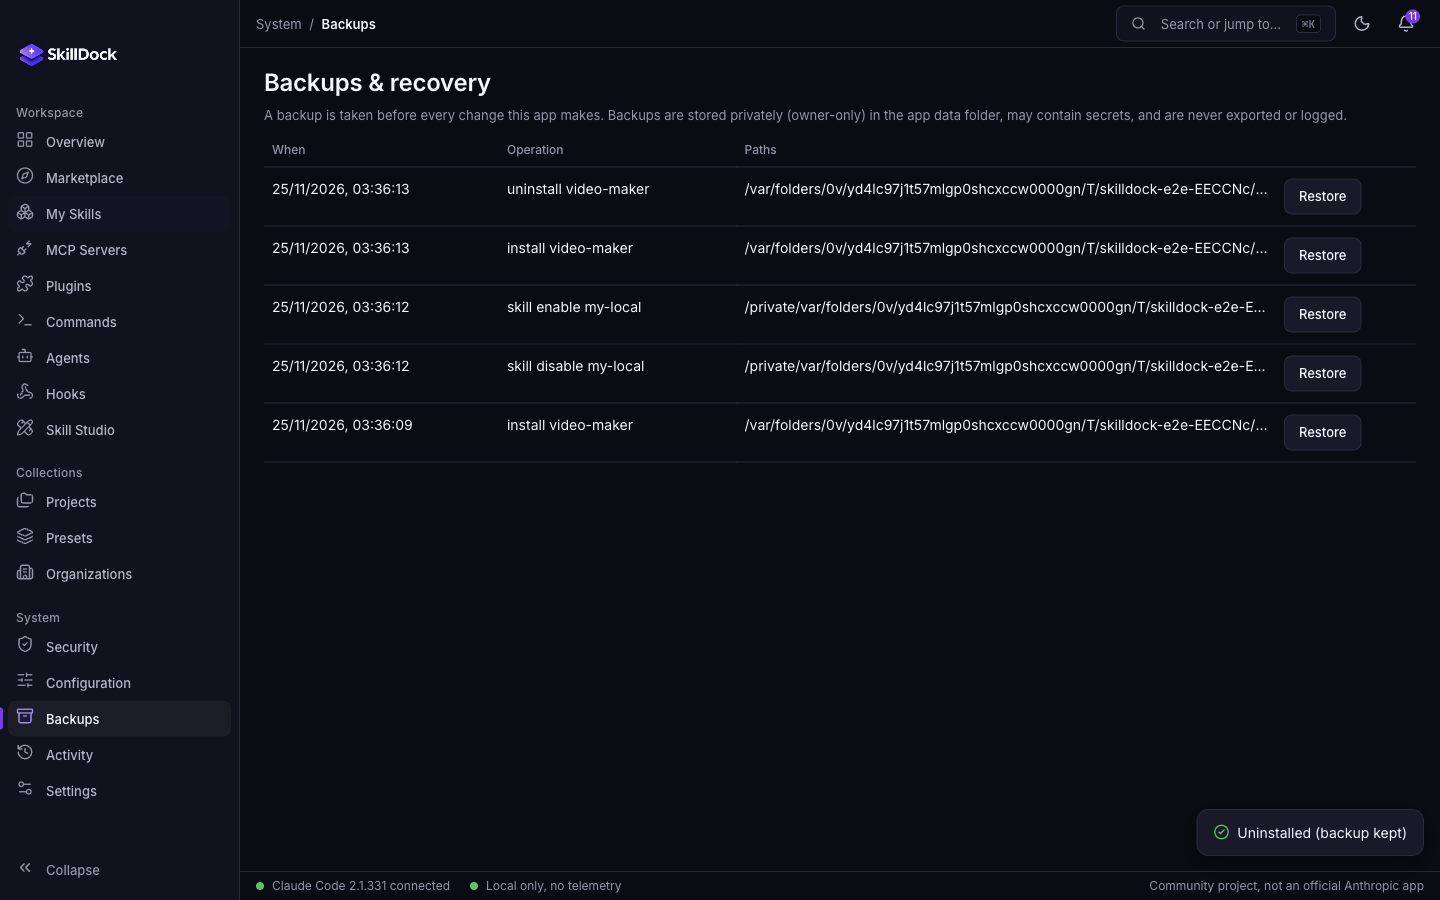 SkillDock
Workspace
Overview
Marketplace
My Skills
MCP Servers
Plugins
Commands
Agents
Hooks
Skill Studio
Collections
Projects
Presets
Organizations
System
Security
Configuration
Backups
Activity
Settings
Collapse
System / Backups
Search or jump to... ⌘K
11
Backups & recovery
A backup is taken before every change this app makes. Backups are stored privately (owner-only) in the app data folder, may contain secrets, and are never exported or logged.
When Operation Paths
25/11/2026, 03:36:13 uninstall video-maker /var/folders/0v/yd4lc97j1t57mlgp0shcxccw0000gn/T/skilldock-e2e-EECCNc/... Restore
25/11/2026, 03:36:13 install video-maker /var/folders/0v/yd4lc97j1t57mlgp0shcxccw0000gn/T/skilldock-e2e-EECCNc/... Restore
25/11/2026, 03:36:12 skill enable my-local /private/var/folders/0v/yd4lc97j1t57mlgp0shcxccw0000gn/T/skilldock-e2e-E... Restore
25/11/2026, 03:36:12 skill disable my-local /private/var/folders/0v/yd4lc97j1t57mlgp0shcxccw0000gn/T/skilldock-e2e-E... Restore
25/11/2026, 03:36:09 install video-maker /var/folders/0v/yd4lc97j1t57mlgp0shcxccw0000gn/T/skilldock-e2e-EECCNc/... Restore
Uninstalled (backup kept)
Claude Code 2.1.331 connected Local only, no telemetry Community project, not an official Anthropic app